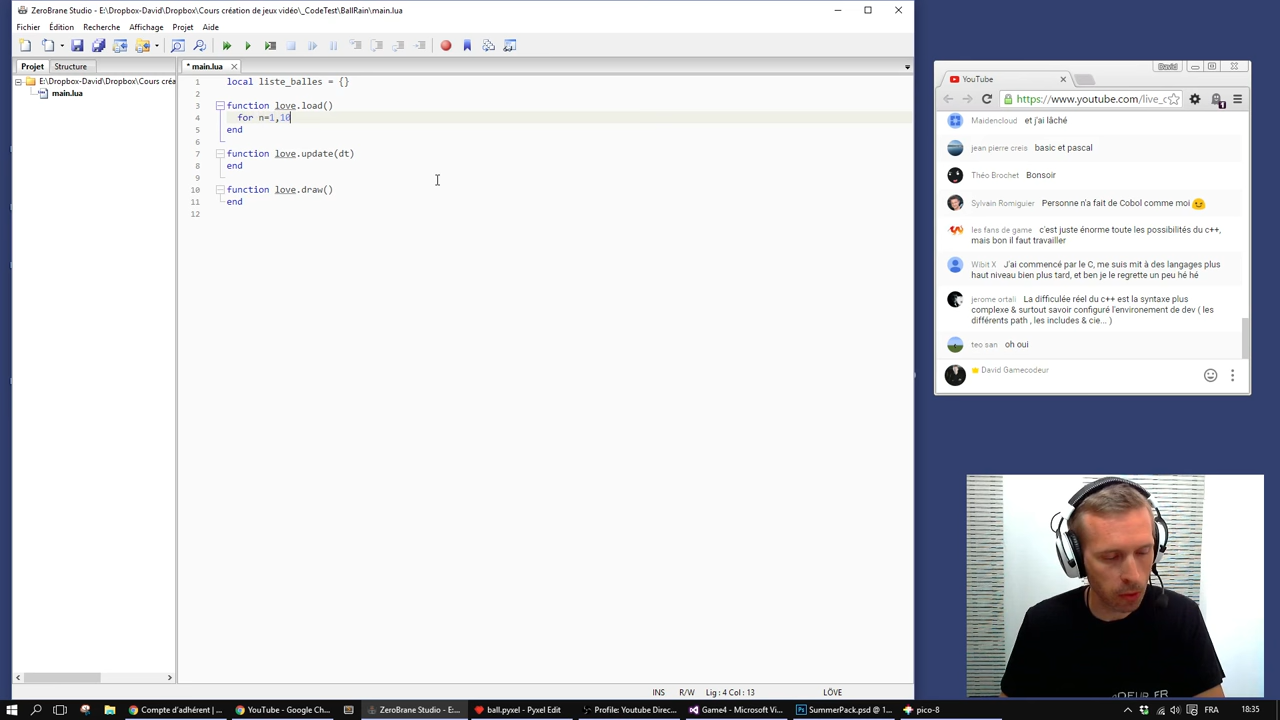 ZeroBrane Studio - E:\Dropbox-David\Dropbox\Cours création de jeux vidéo\_CodeTest\BallRain\main.lua
Fichier Édition Recherche Affichage Projet Aide
Projet Structure
E:\Dropbox-David\Dropbox\Cours créa
main.lua
* main.lua
1 local liste_balles = {}
2
3 function love.load()
4 for n=1,10
5 end
6
7 function love.update(dt)
8 end
9
10 function love.draw()
11 end
12
INS R/W Lig : 4 Col : 13 LÖVE
David
YouTube
https://www.youtube.com/live_c
Maidencloud et j'ai lâché
jean pierre creis basic et pascal
Théo Brochet Bonsoir
Sylvain Romiguier Personne n'a fait de Cobol comme moi
les fans de game c'est juste énorme toute les possibilités du c++,
mais bon il faut travailler
Wibit X J'ai commencé par le C, me suis mit à des langages plus
haut niveau bien plus tard, et ben je le regrette un peu hé hé
jerome ortali La difficulée réel du c++ est la syntaxe plus
complexe & surtout savoir configuré l'environement de dev ( les
différents path , les includes & cie... )
teo san oh oui
David Gamecodeur
Compte d'adhérent ... YouTube - Google Ch... ZeroBrane Studio - E... ball.pyxel - Pyxel Edit Profile: Youtube Direc... Game4 - Microsoft Vi... SummerPack.psd @ 1... pico-8 FRA 18:35